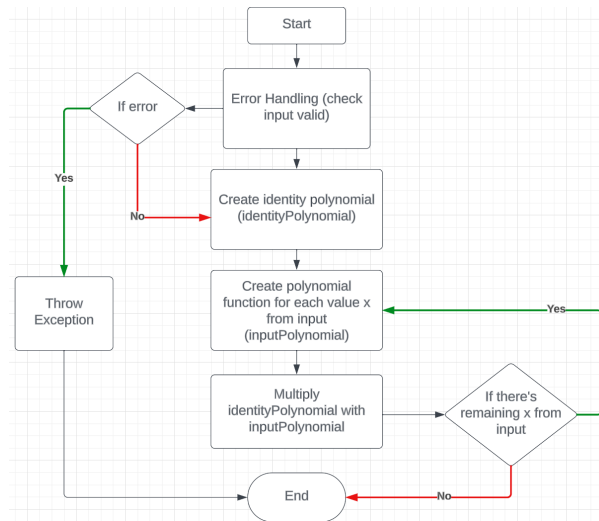 Start
If error
Error Handling (check
input valid)
Yes
Create identity polynomial
(identityPolynomial)
No
Throw
Exception
Create polynomial
function for each value x
from input
(inputPolynomial)
Yes
Multiply
identityPolynomial with
inputPolynomial
If there's
remaining x from
input
End
No